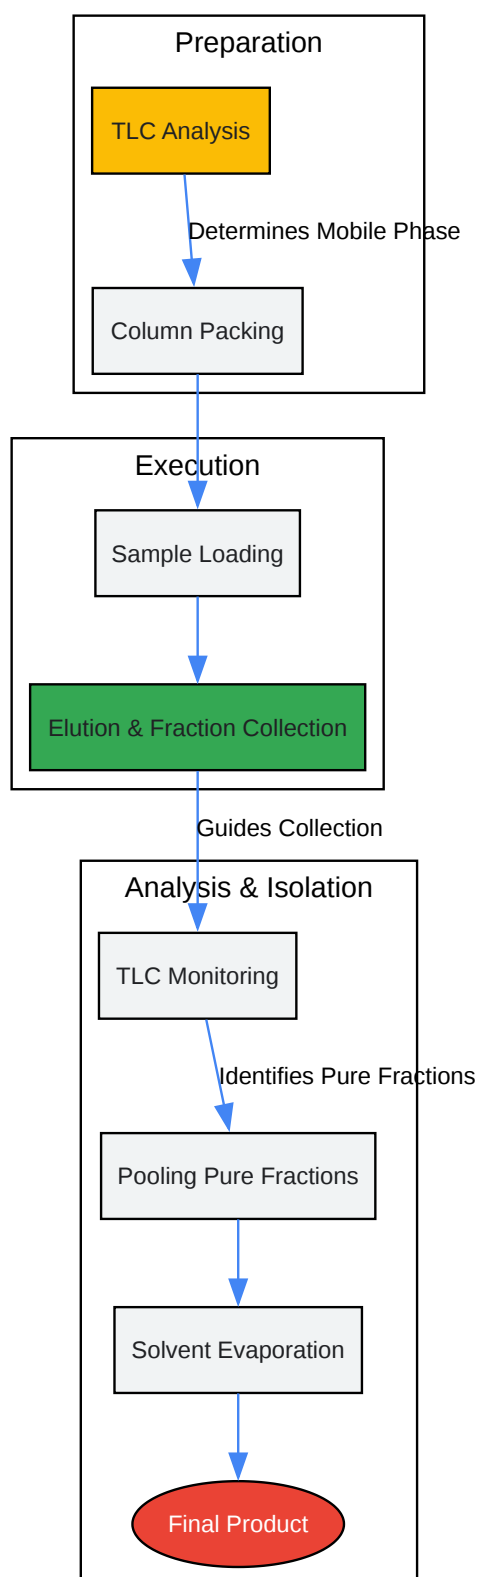 Preparation
TLC Analysis
Determines Mobile Phase
Column Packing
Execution
Sample Loading
Elution & Fraction Collection
Guides Collection
Analysis & Isolation
TLC Monitoring
Identifies Pure Fractions
Pooling Pure Fractions
Solvent Evaporation
Final Product